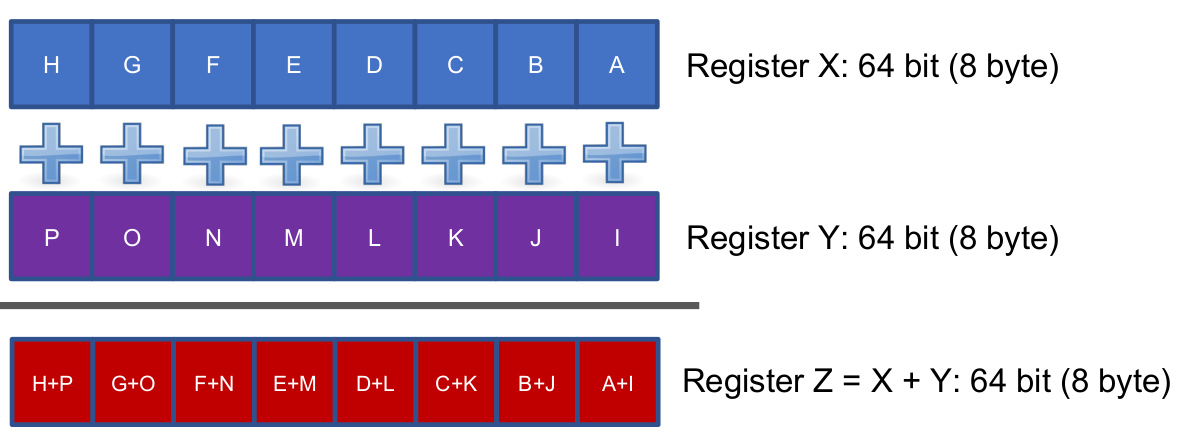 H G F E D C B A Register X: 64 bit (8 byte)
P O N M L K J I Register Y: 64 bit (8 byte)
H+P G+O F+N E+M D+L C+K B+J A+I Register Z = X + Y: 64 bit (8 byte)